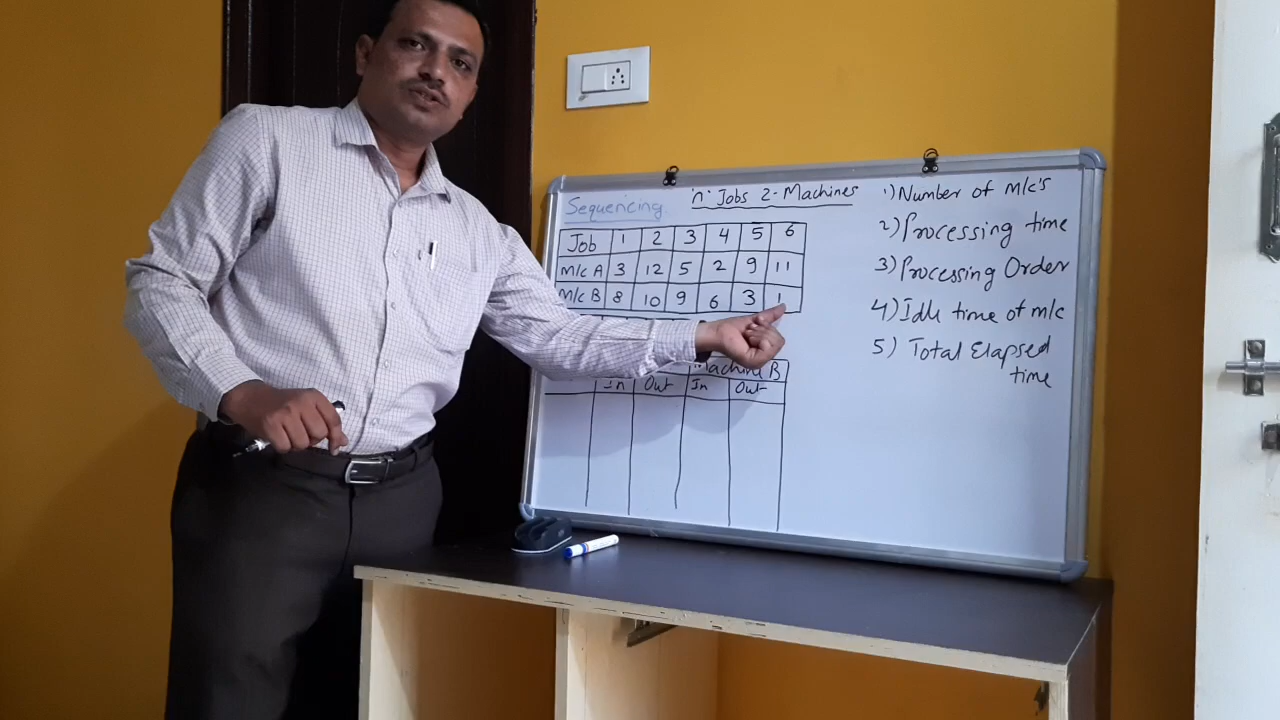 Sequencing
'n' Jobs 2-Machines
Job 1 2 3 4 5 6
M/c A 3 12 5 2 9 11
M/c B 8 10 9 6 3 1
Machine B
In Out In Out
1) Number of m/c's
2) Processing time
3) Processing Order
4) Idle time of m/c
5) Total Elapsed
time